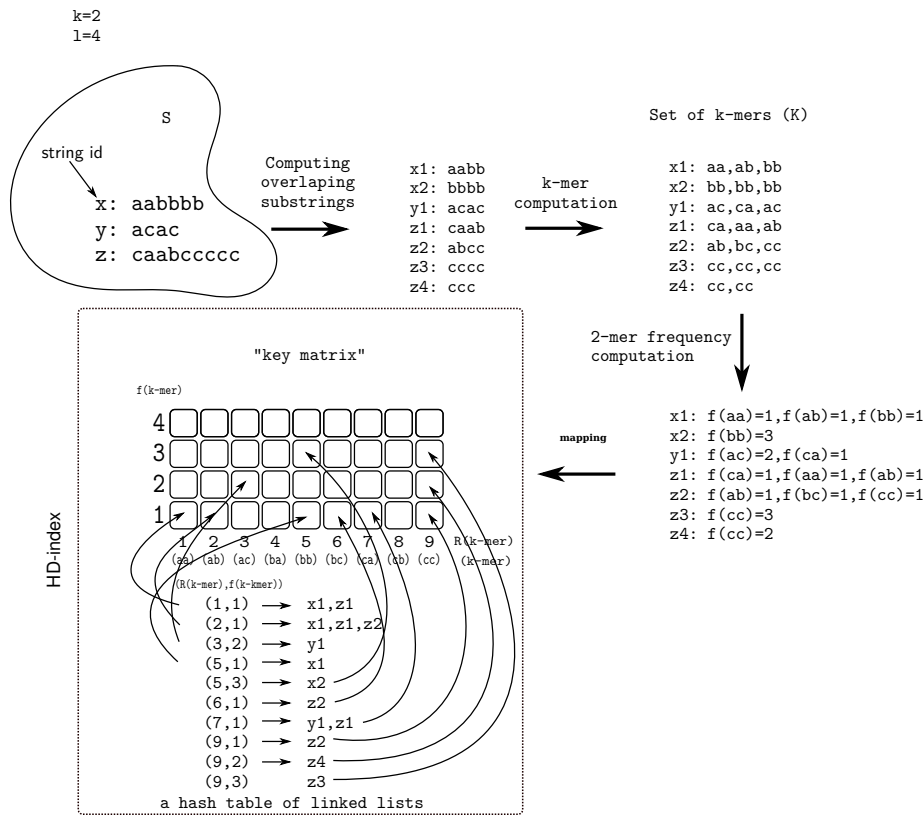 k=2
l=4
S
string id
x: aabbbb
y: acac
z: caabccccc
Computing
overlaping
substrings
x1: aabb
x2: bbbb
y1: acac
z1: caab
z2: abcc
z3: cccc
z4: ccc
k-mer
computation
Set of k-mers (K)
x1: aa,ab,bb
x2: bb,bb,bb
y1: ac,ca,ac
z1: ca,aa,ab
z2: ab,bc,cc
z3: cc,cc,cc
z4: cc,cc
2-mer frequency
computation
x1: f(aa)=1,f(ab)=1,f(bb)=1
x2: f(bb)=3
y1: f(ac)=2,f(ca)=1
z1: f(ca)=1,f(aa)=1,f(ab)=1
z2: f(ab)=1,f(bc)=1,f(cc)=1
z3: f(cc)=3
z4: f(cc)=2
mapping
HD-index
"key matrix"
f(k-mer)
4
3
2
1
1 2 3 4 5 6 7 8 9 R(k-mer)
(aa) (ab) (ac) (ba) (bb) (bc) (ca) (cb) (cc) (k-mer)
(R(k-mer),f(k-kmer))
(1,1) x1,z1
(2,1) x1,z1,z2
(3,2) y1
(5,1) x1
(5,3) x2
(6,1) z2
(7,1) y1,z1
(9,1) z2
(9,2) z4
(9,3) z3
a hash table of linked lists